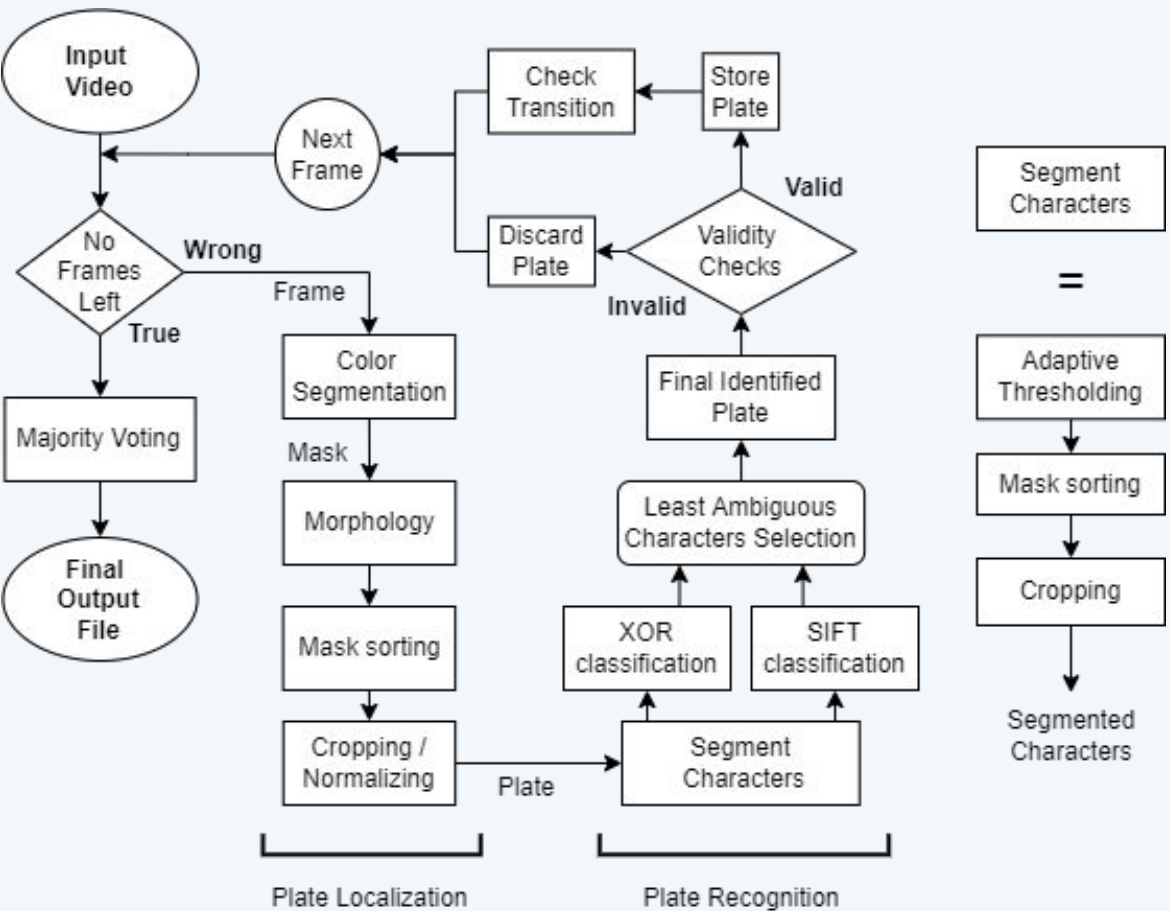 Input
Video
No
Frames
Left
Wrong
Frame
True
Majority Voting
Final
Output
File
Color
Segmentation
Mask
Morphology
Mask sorting
Cropping /
Normalizing
Plate
Plate Localization
Segment
Characters
XOR
classification
SIFT
classification
Least Ambiguous
Characters Selection
Final Identified
Plate
Validity
Checks
Valid
Invalid
Store
Plate
Check
Transition
Discard
Plate
Next
Frame
Plate Recognition
Segment
Characters
=
Adaptive
Thresholding
Mask sorting
Cropping
Segmented
Characters